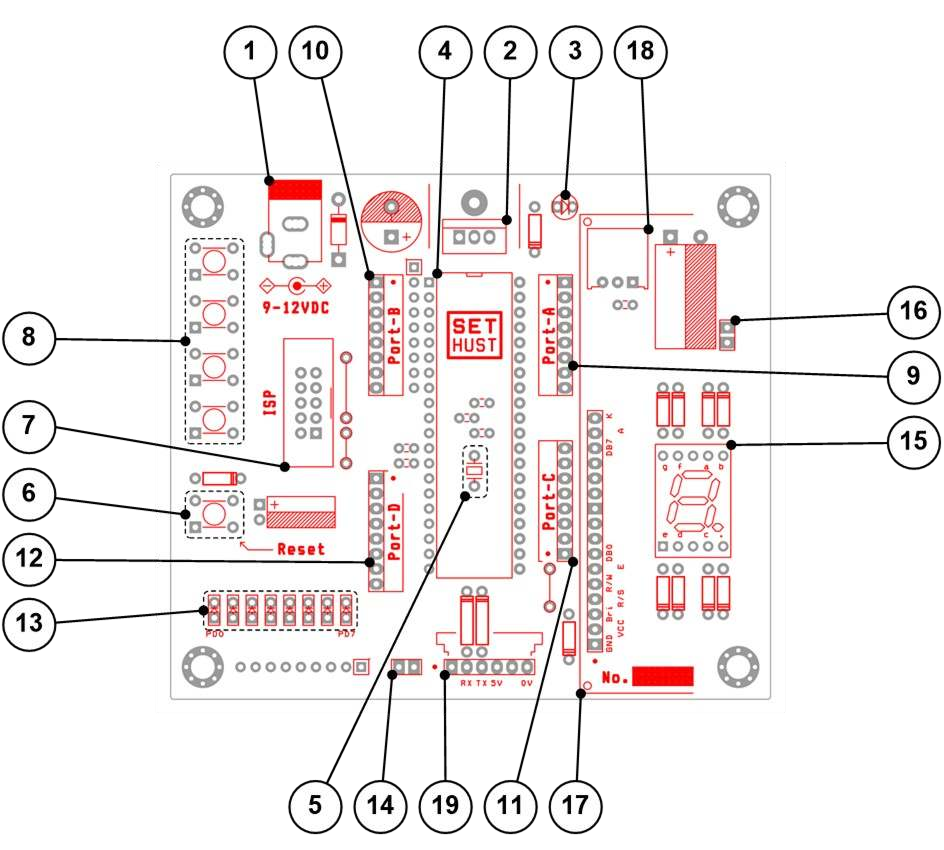 1
10
4
2
3
18
+
+
9-12VDC
Port-B
SET
HUST
Port-A
16
8
ISP
K
A
DB7
9
7
15
g f a b
e d c .
6
+
Port-D
Port-C
Reset
12
DB0
E
R/W
R/S
Bri
VCC
GND
13
PD0 PD7
RX TX 5V 0V
No.
5
14
19
11
17